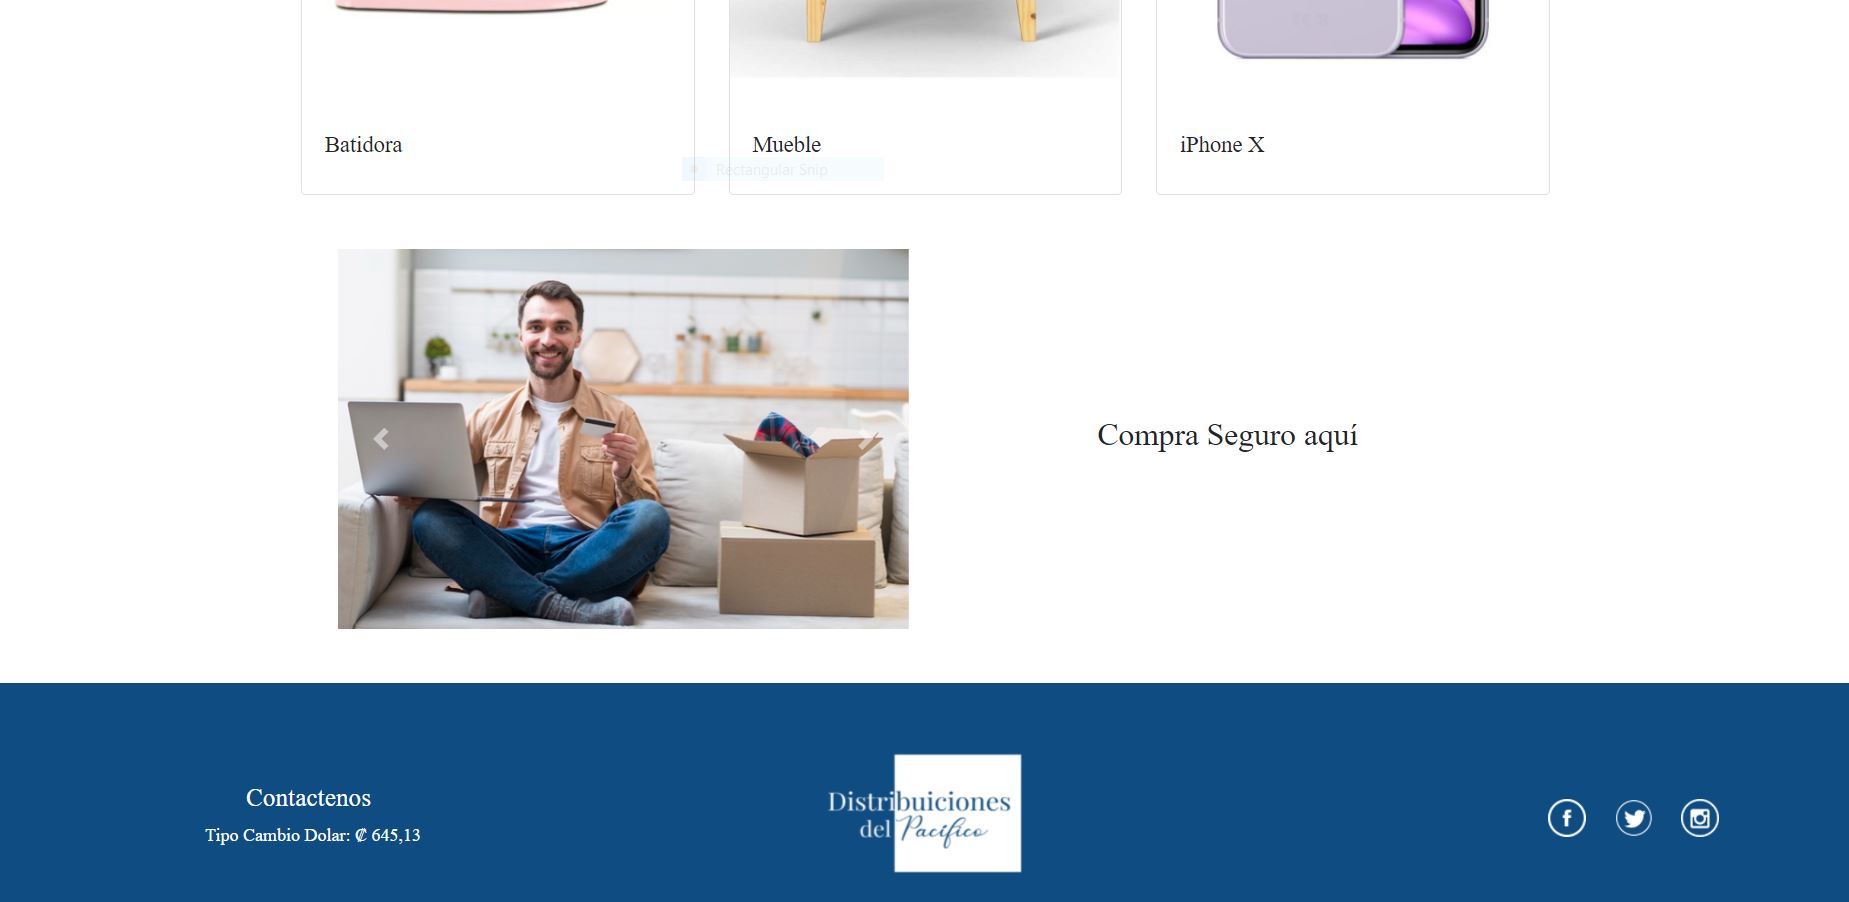 Batidora
Mueble
iPhone X
Rectangular Snip
Compra Seguro aquí
Contactenos
Tipo Cambio Dolar: ₡ 645,13
Distribuiciones
del Pacífico